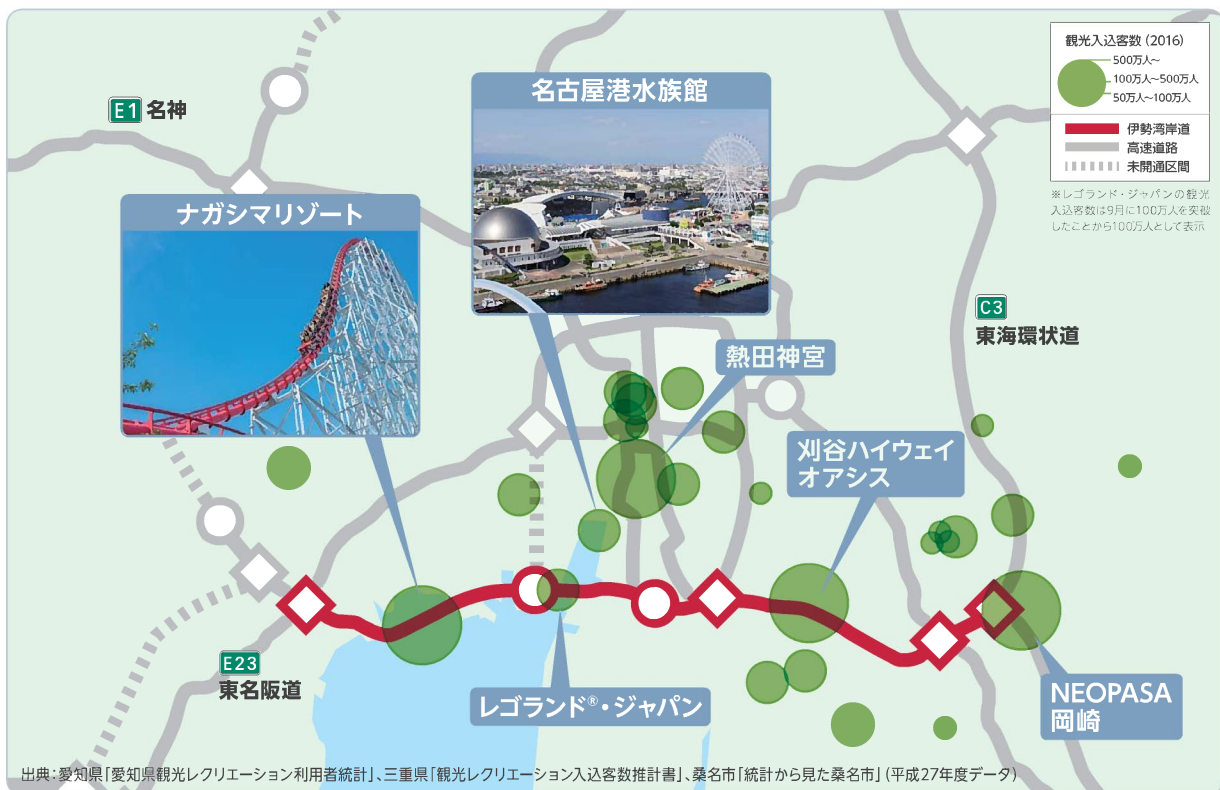 観光入込客数(2016)
500万人～
100万人～500万人
50万人～100万人
伊勢湾岸道
高速道路
未開通区間
※レゴランド・ジャパンの観光
入込客数は9月に100万人を突破
したことから100万人として表示
E1 名神
名古屋港水族館
ナガシマリゾート
C3
東海環状道
熱田神宮
刈谷ハイウェイ
オアシス
E23
東名阪道
レゴランド®・ジャパン
NEOPASA
岡崎
出典：愛知県「愛知県観光レクリエーション利用者統計」、三重県「観光レクリエーション入込客数推計書」、桑名市「統計から見た桑名市」(平成27年度データ)